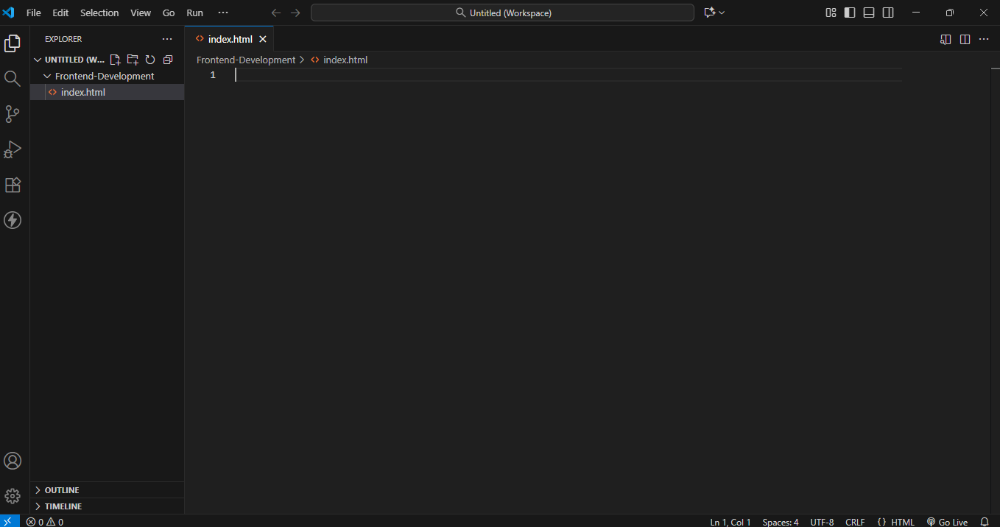 File Edit Selection View Go Run ··· Untitled (Workspace)
EXPLORER ···
UNTITLED (W...
Frontend-Development
index.html
OUTLINE
TIMELINE
index.html
···
Frontend-Development > index.html
1
0 0 Ln 1, Col 1 Spaces: 4 UTF-8 CRLF {} HTML Go Live